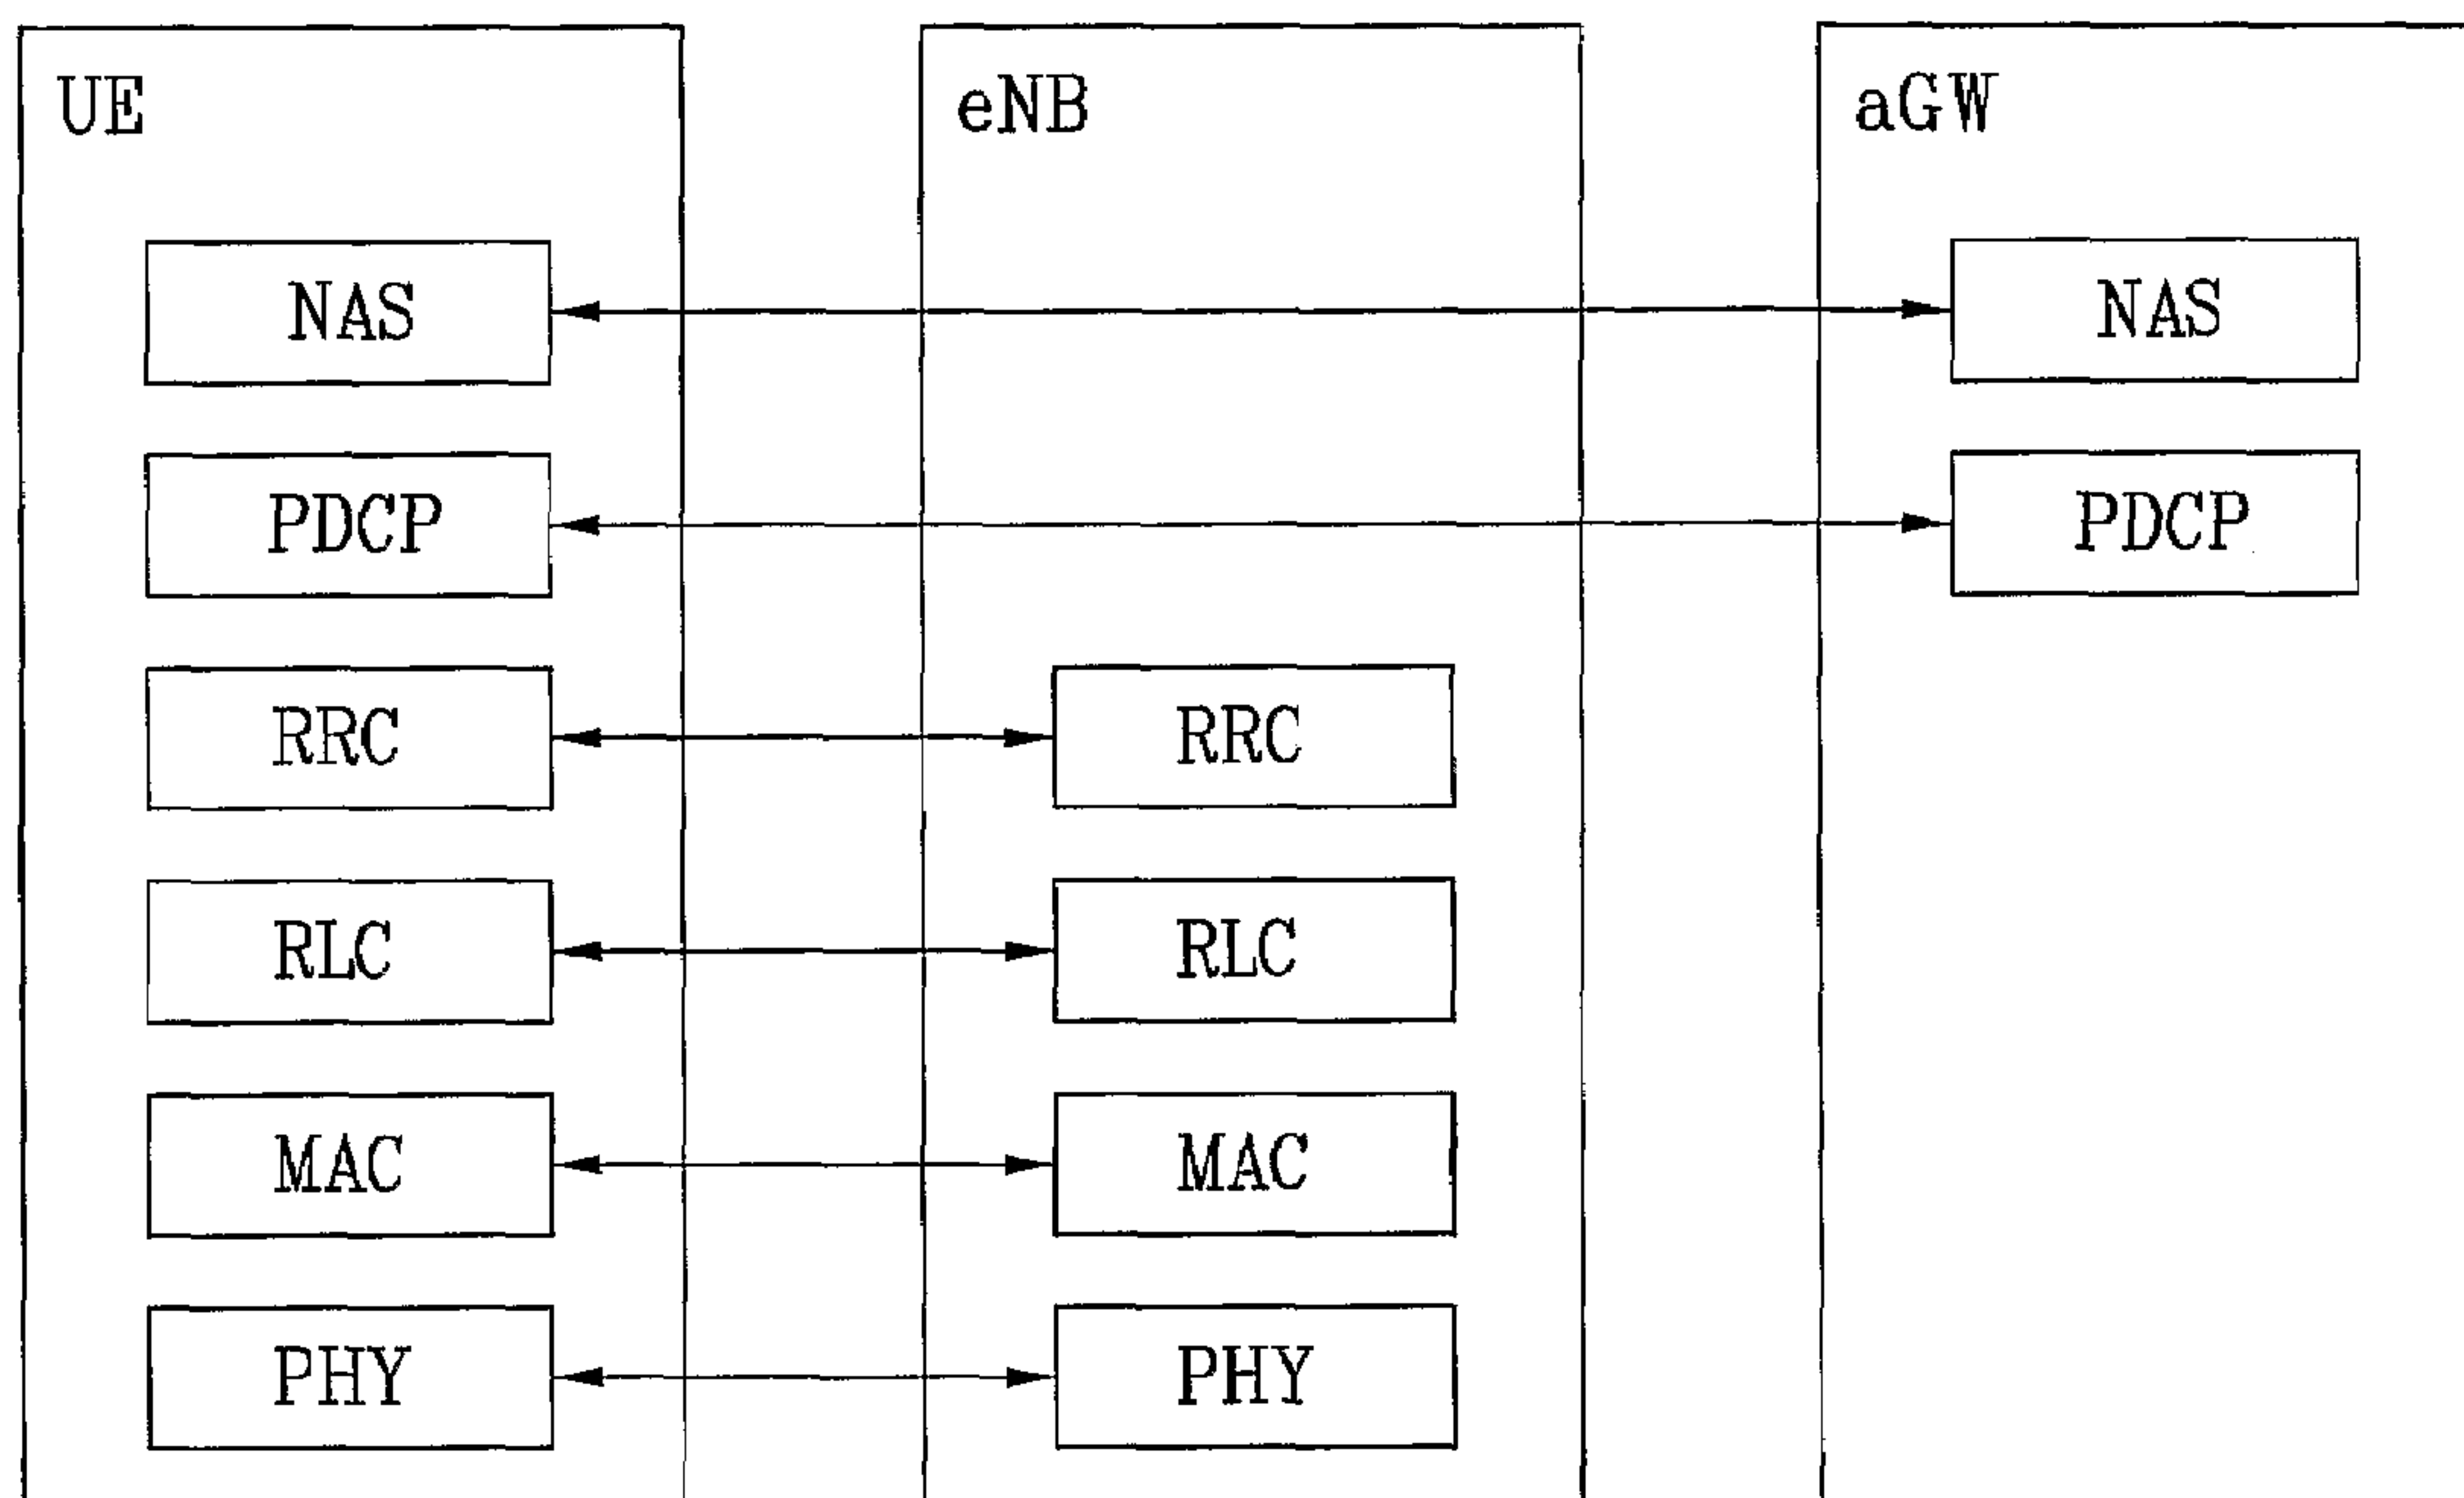 UE eNB aGW
NAS NAS
PDCP PDCP
RRC RRC
RLC RLC
MAC MAC
PHY PHY